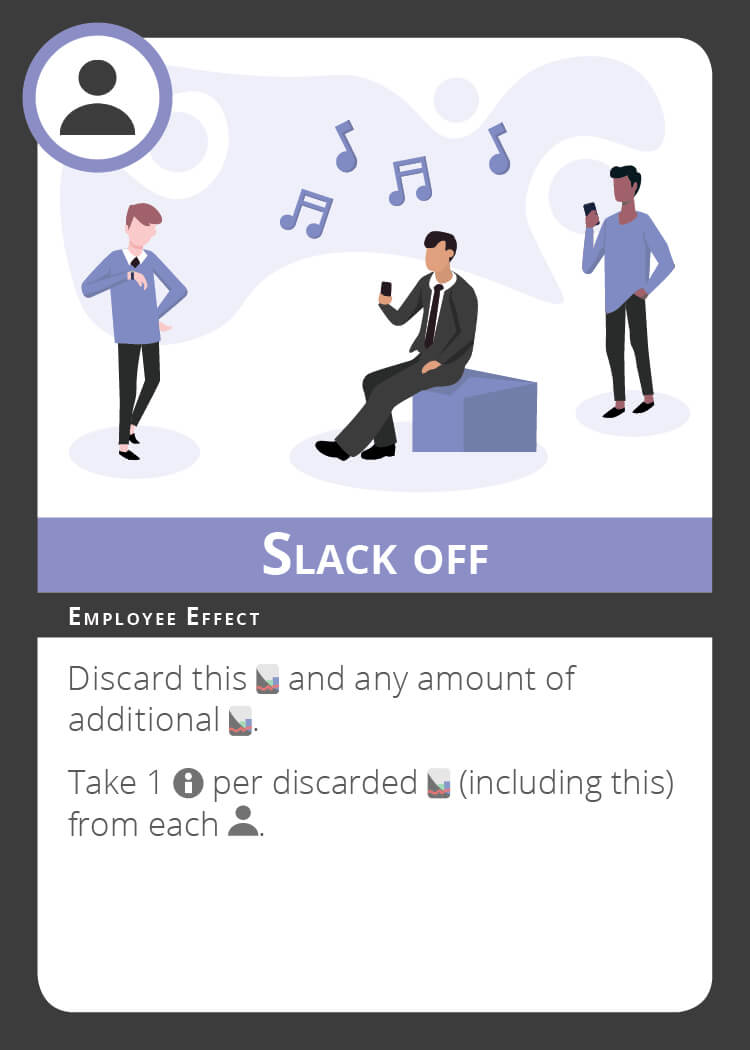 Slack off
Employee Effect
Discard this and any amount of
additional .
Take 1 per discarded (including this)
from each .